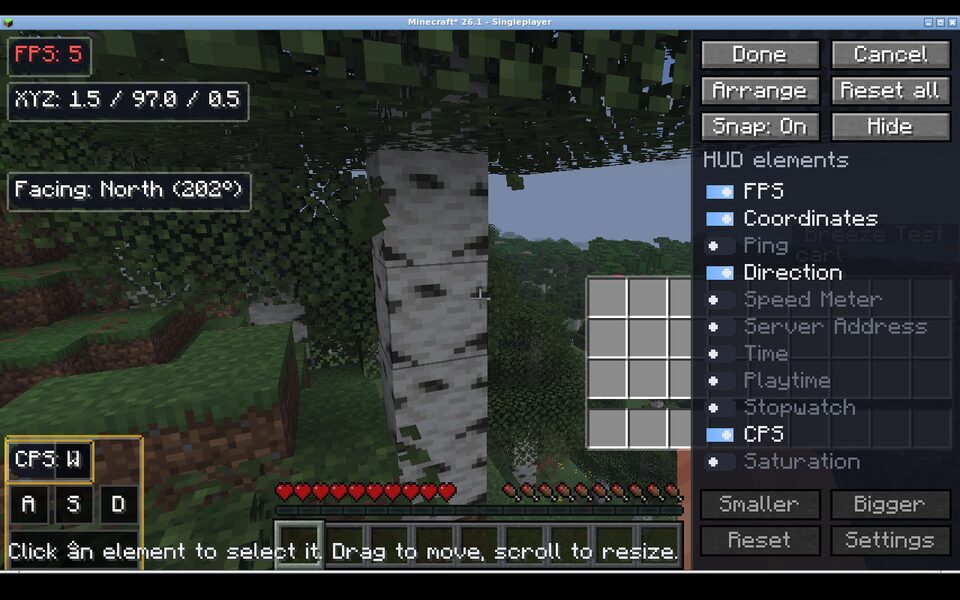 Minecraft* 26.1 - Singleplayer
FPS: 5
XYZ: 1.5 / 97.0 / 0.5
Facing: North (202°)
Done
Cancel
Arrange
Reset all
Snap: On
Hide
HUD elements
FPS
Coordinates
Ping
Direction
Speed Meter
Server Address
Time
Playtime
Stopwatch
CPS
Saturation
Breeze Test
Smaller
Bigger
Reset
Settings
CPS:
W
A
S
D
Click an element to select it. Drag to move, scroll to resize.